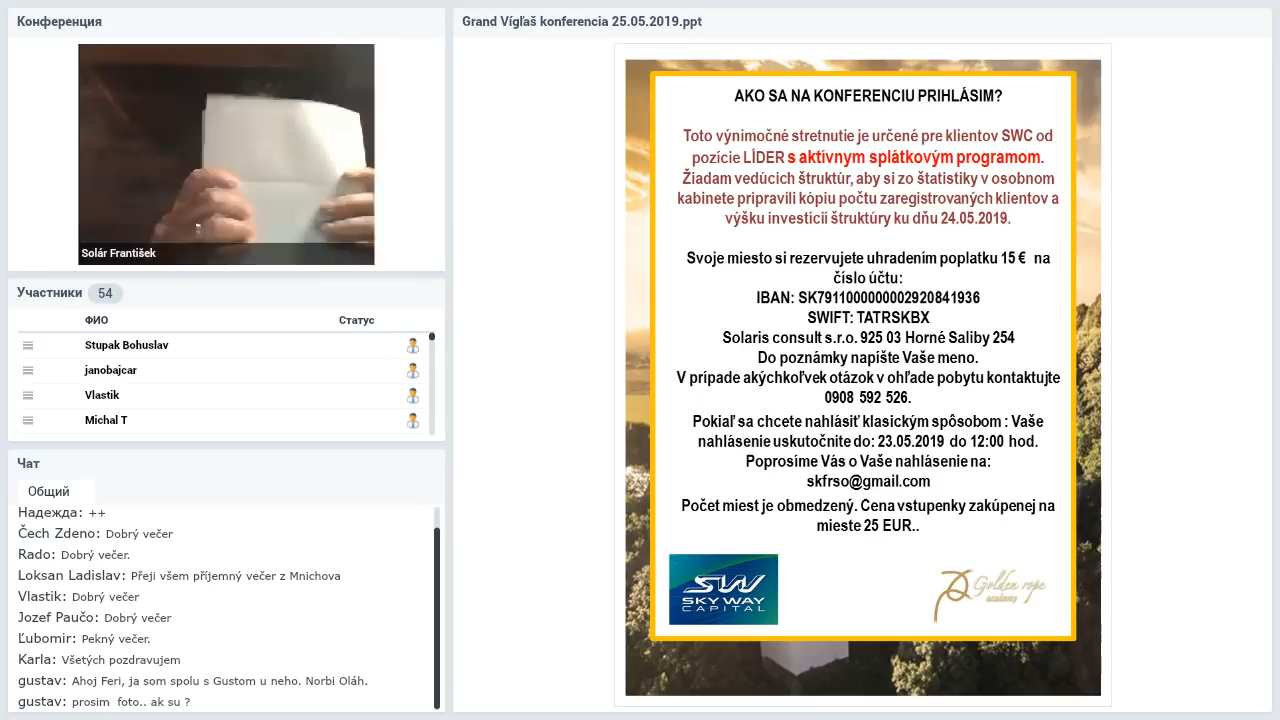 Конференция
Solár František
Участники 54
ФИО Статус
Stupak Bohuslav
janobajcar
Vlastik
Michal T
Чат
Общий
Надежда: ++
Čech Zdeno: Dobrý večer
Rado: Dobrý večer.
Loksan Ladislav: Přeji všem příjemný večer z Mnichova
Vlastik: Dobrý večer
Jozef Paučo: Dobrý večer
Ľubomir: Pekný večer.
Karla: Všetých pozdravujem
gustav: Ahoj Feri, ja som spolu s Gustom u neho. Norbi Oláh.
gustav: prosim foto.. ak su ?
Grand Vígľaš konferencia 25.05.2019.ppt
AKO SA NA KONFERENCIU PRIHLÁSIM?
Toto výnimočné stretnutie je určené pre klientov SWC od
pozície LÍDER s aktívnym splátkovým programom.
Žiadam vedúcich štruktúr, aby si zo štatistiky v osobnom
kabinete pripravili kópiu počtu zaregistrovaných klientov a
výšku investícií štruktúry ku dňu 24.05.2019.
Svoje miesto si rezervujete uhradením poplatku 15 € na
číslo účtu:
IBAN: SK7911000000002920841936
SWIFT: TATRSKBX
Solaris consult s.r.o. 925 03 Horné Saliby 254
Do poznámky napíšte Vaše meno.
V prípade akýchkoľvek otázok v ohľade pobytu kontaktujte
0908 592 526.
Pokiaľ sa chcete nahlásiť klasickým spôsobom : Vaše
nahlásenie uskutočnite do: 23.05.2019 do 12:00 hod.
Poprosíme Vás o Vaše nahlásenie na:
skfrso@gmail.com
Počet miest je obmedzený. Cena vstupenky zakúpenej na
mieste 25 EUR..
SW
SKY WAY
CAPITAL
Golden rope
academy